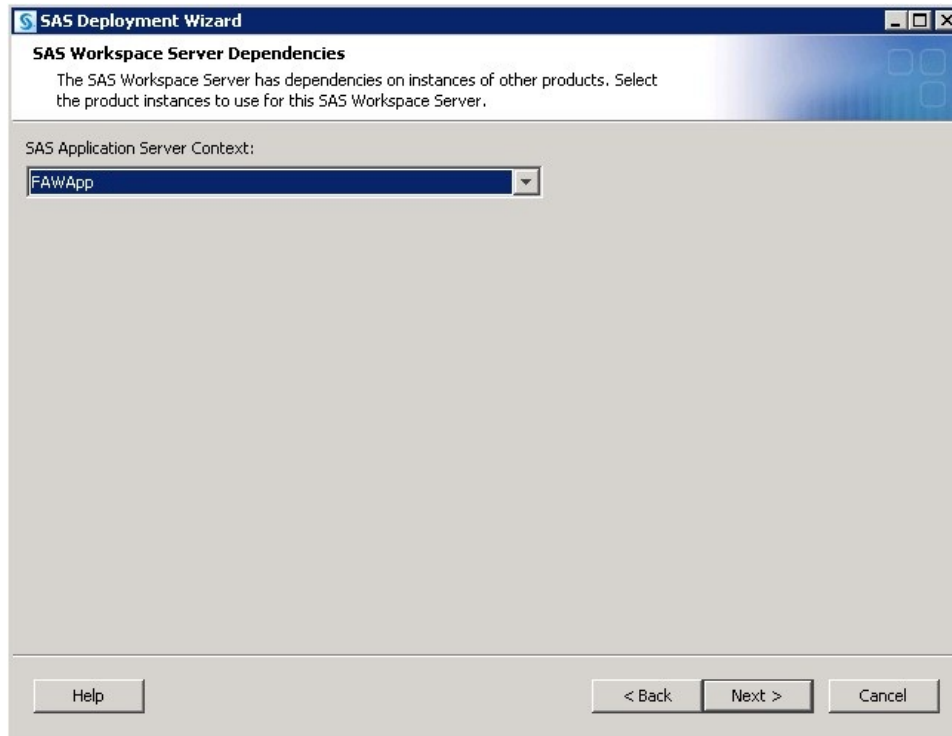 SAS Deployment Wizard
SAS Workspace Server Dependencies
The SAS Workspace Server has dependencies on instances of other products. Select
the product instances to use for this SAS Workspace Server.
SAS Application Server Context:
FAWApp
Help
< Back
Next >
Cancel